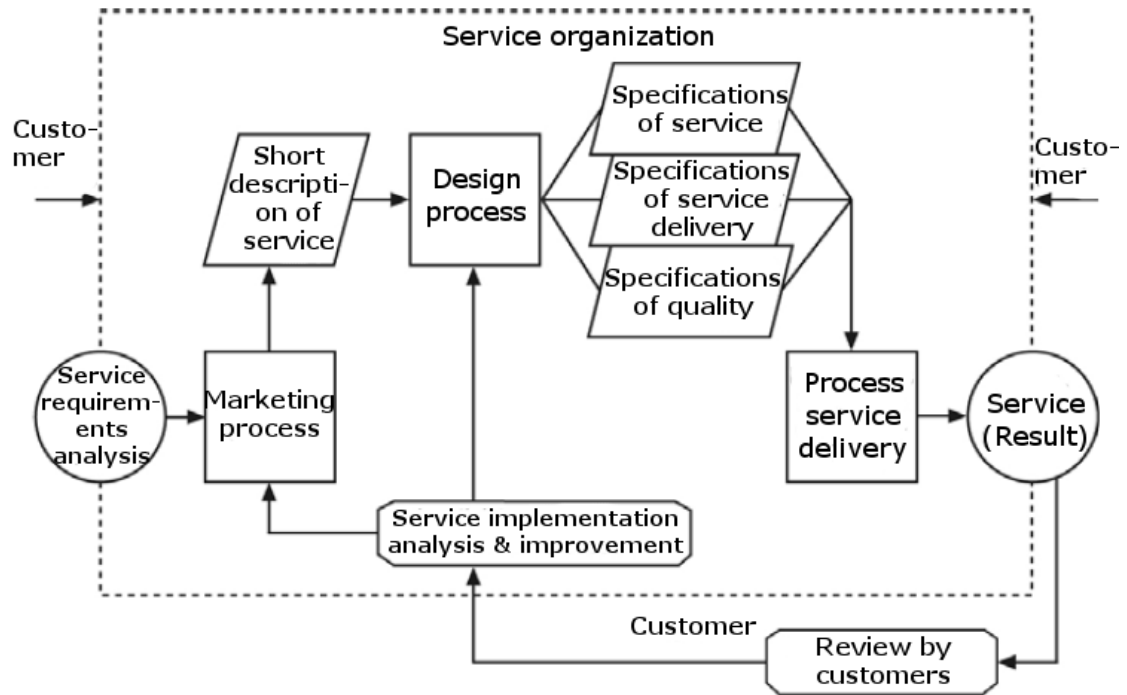 Service organization
Custo-
mer
Short
descripti-
on of
service
Design
process
Specifications
of service
Specifications
of service
delivery
Specifications
of quality
Custo-
mer
Service
requirem-
ents
analysis
Marketing
process
Process
service
delivery
Service
(Result)
Service implementation
analysis & improvement
Customer
Review by
customers